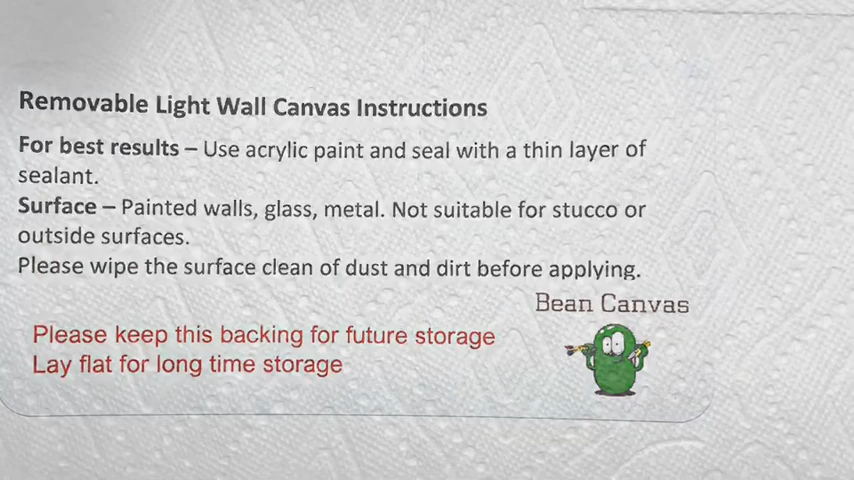 Removable Light Wall Canvas Instructions
For best results – Use acrylic paint and seal with a thin layer of
sealant.
Surface – Painted walls, glass, metal. Not suitable for stucco or
outside surfaces.
Please wipe the surface clean of dust and dirt before applying.
Bean Canvas
Please keep this backing for future storage
Lay flat for long time storage